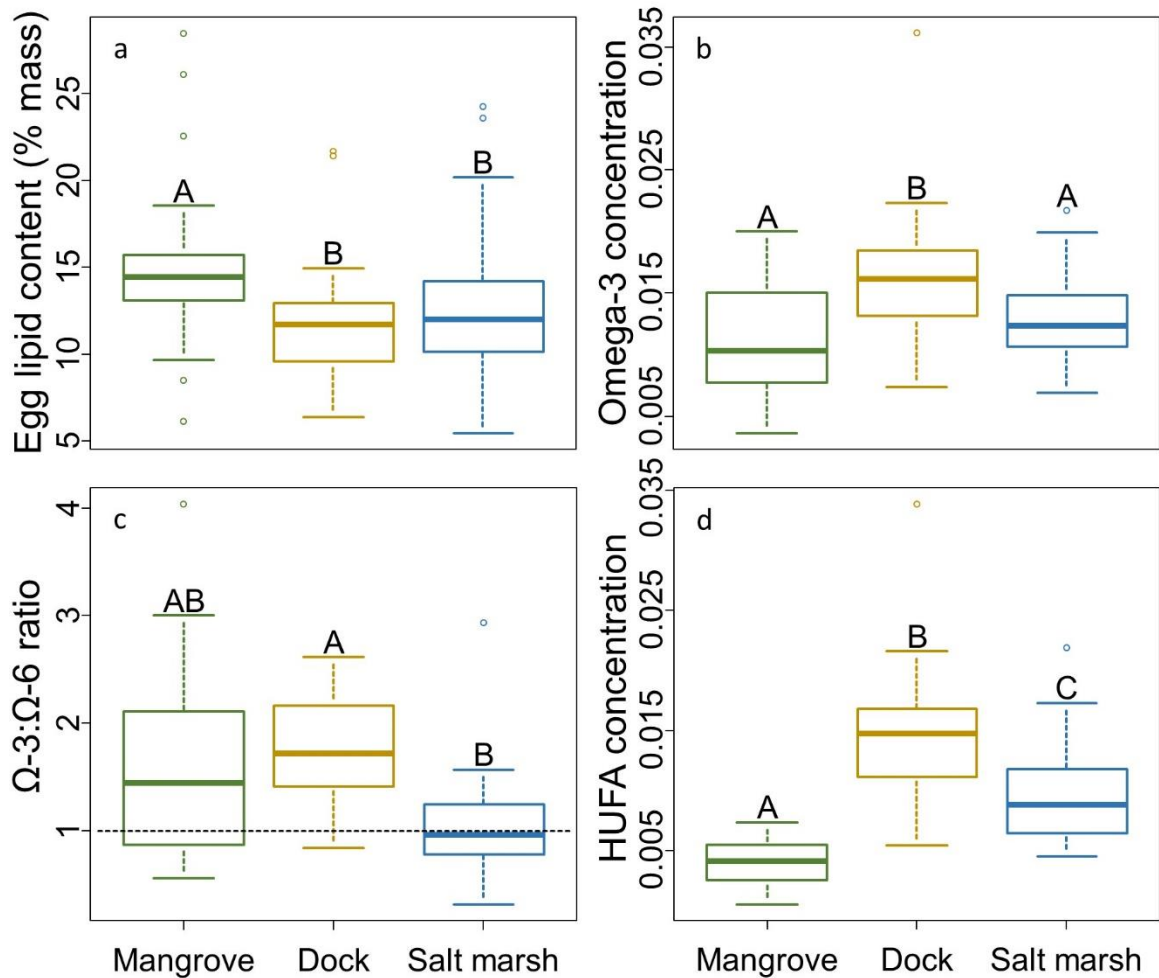 a
Egg lipid content (% mass)
25
20
15
10
5
A
B
B
b
Omega-3 concentration
0.035
0.025
0.015
0.005
A
B
A
c
Ω-3:Ω-6 ratio
4
3
2
1
AB
A
B
Mangrove Dock Salt marsh
d
HUFA concentration
0.035
0.025
0.015
0.005
A
B
C
Mangrove Dock Salt marsh